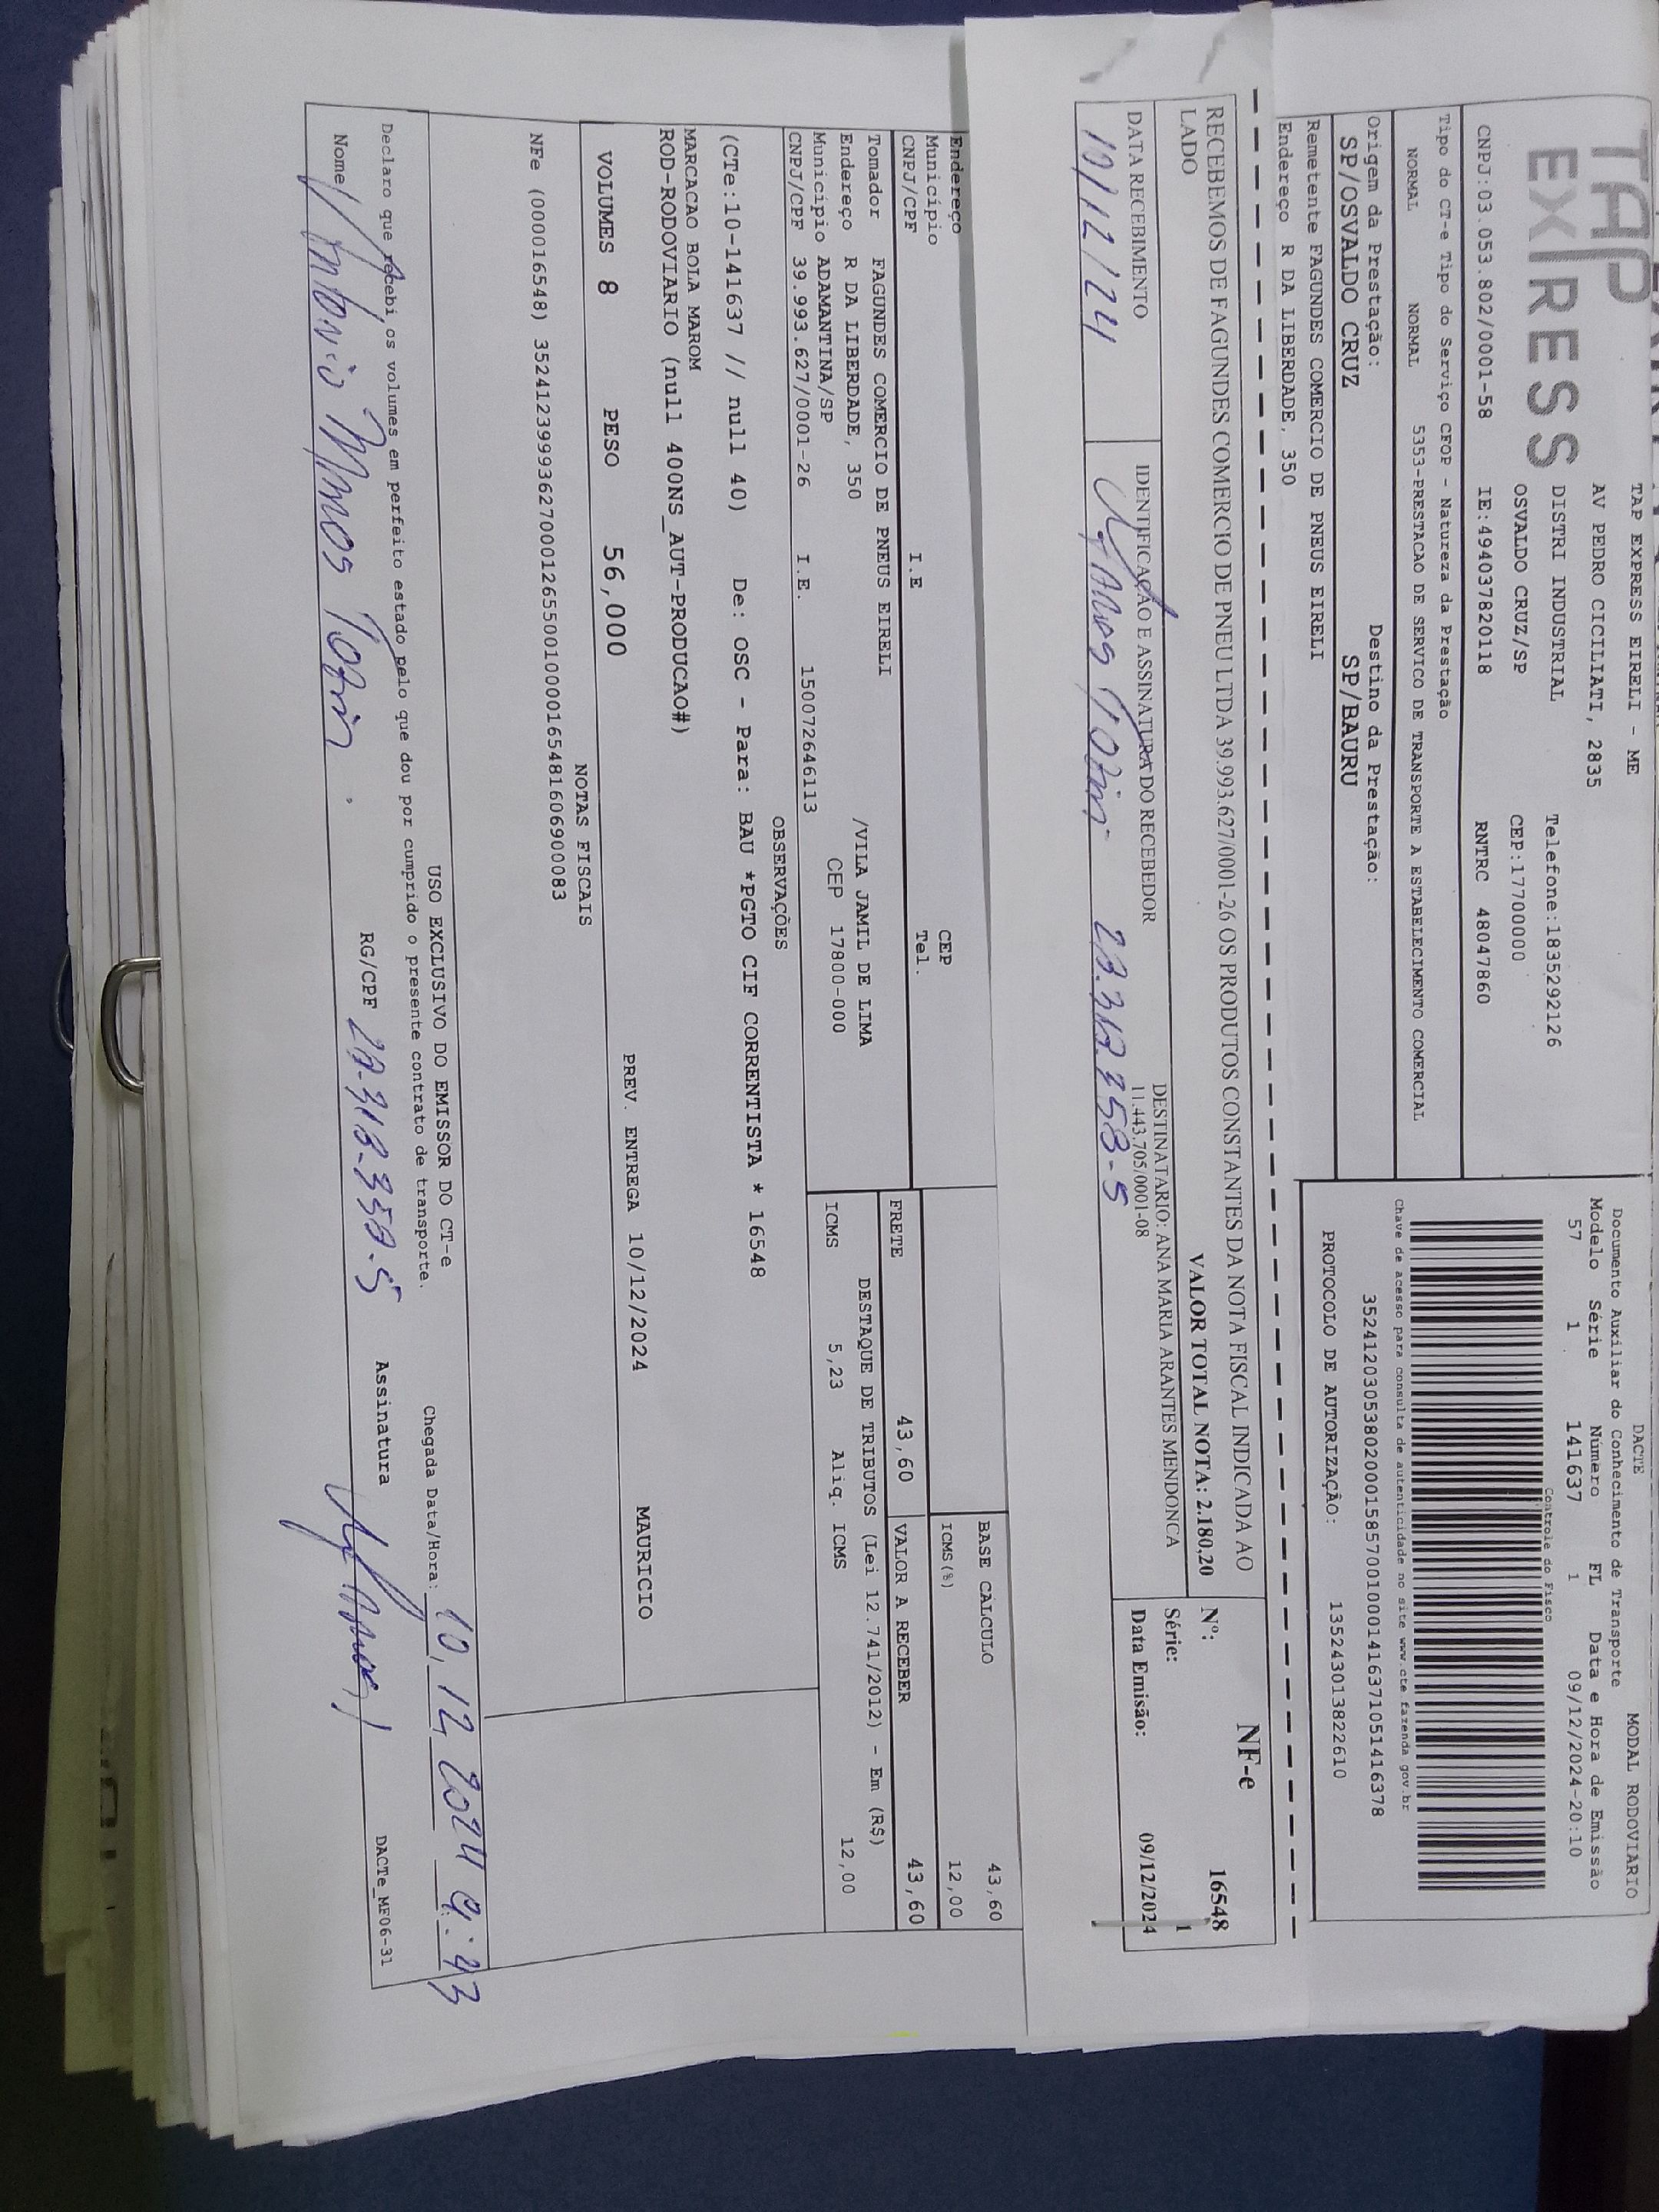 TAP
EXPRESS
TAP EXPRESS EIRELI - ME
AV PEDRO CICILIATI, 2835
DISTRI INDUSTRIAL Telefone:1835292126
OSVALDO CRUZ/SP CEP:17700000
CNPJ:03.053.802/0001-58 IE:494037820118 RNTRC 48047860
Tipo do CT-e Tipo do Serviço CFOP - Natureza da Prestação
NORMAL NORMAL 5353-PRESTACAO DE SERVICO DE TRANSPORTE A ESTABELECIMENTO COMERCIAL
Origem da Prestação: Destino da Prestação:
SP/OSVALDO CRUZ SP/BAURU
Remetente FAGUNDES COMERCIO DE PNEUS EIRELI
Endereço R DA LIBERDADE, 350
DACTE MODAL RODOVIÁRIO
Documento Auxiliar do Conhecimento de Transporte
Modelo Série Número FL Data e Hora de Emissão
57 1 141637 1 09/12/2024-20:10
Controle do Fisco
Chave de acesso para consulta de autenticidade no site www.cte.fazenda.gov.br
35241203053802000158570010001416371051416378
PROTOCOLO DE AUTORIZAÇÃO: 135243013822610
RECEBEMOS DE FAGUNDES COMERCIO DE PNEU LTDA 39.993.627/0001-26 OS PRODUTOS CONSTANTES DA NOTA FISCAL INDICADA AO
LADO
VALOR TOTAL NOTA: 2.180,20
DATA RECEBIMENTO IDENTIFICAÇÃO E ASSINATURA DO RECEBEDOR
DESTINATARIO: ANA MARIA ARANTES MENDONCA
11.443.705/0001-08
10/12/24
NF-e
Nº: 16548
Série: 1
Data Emissão: 09/12/2024
Endereço
Município CEP
CNPJ/CPF I.E Tel.
Tomador FAGUNDES COMERCIO DE PNEUS EIRELI
Endereço R DA LIBERDADE, 350 /VILA JAMIL DE LIMA
Município ADAMANTINA/SP CEP 17800-000
CNPJ/CPF 39.993.627/0001-26 I.E. 150072646113
BASE CÁLCULO 43,60
ICMS(%) 12,00
FRETE 43,60 VALOR A RECEBER 43,60
DESTAQUE DE TRIBUTOS (Lei 12.741/2012) - Em (R$)
ICMS 5,23 Aliq. ICMS 12,00
OBSERVAÇÕES
(CTe:10-141637 // null 40) De: OSC - Para: BAU *PGTO CIF CORRENTISTA * 16548
MARCACAO BOLA MAROM
ROD-RODOVIARIO (null 400NS_AUT-PRODUCAO#)
VOLUMES 8 PESO 56,000 PREV. ENTREGA 10/12/2024 MAURICIO
NOTAS FISCAIS
NFe (000016548) 35241239993627000126550010000165481606900083
USO EXCLUSIVO DO EMISSOR DO CT-e
Declaro que recebi os volumes em perfeito estado pelo que dou por cumprido o presente contrato de transporte.
Chegada Data/Hora: 10, 12, 2024 9:43
Nome RG/CPF Assinatura
DACTe_MF06-31